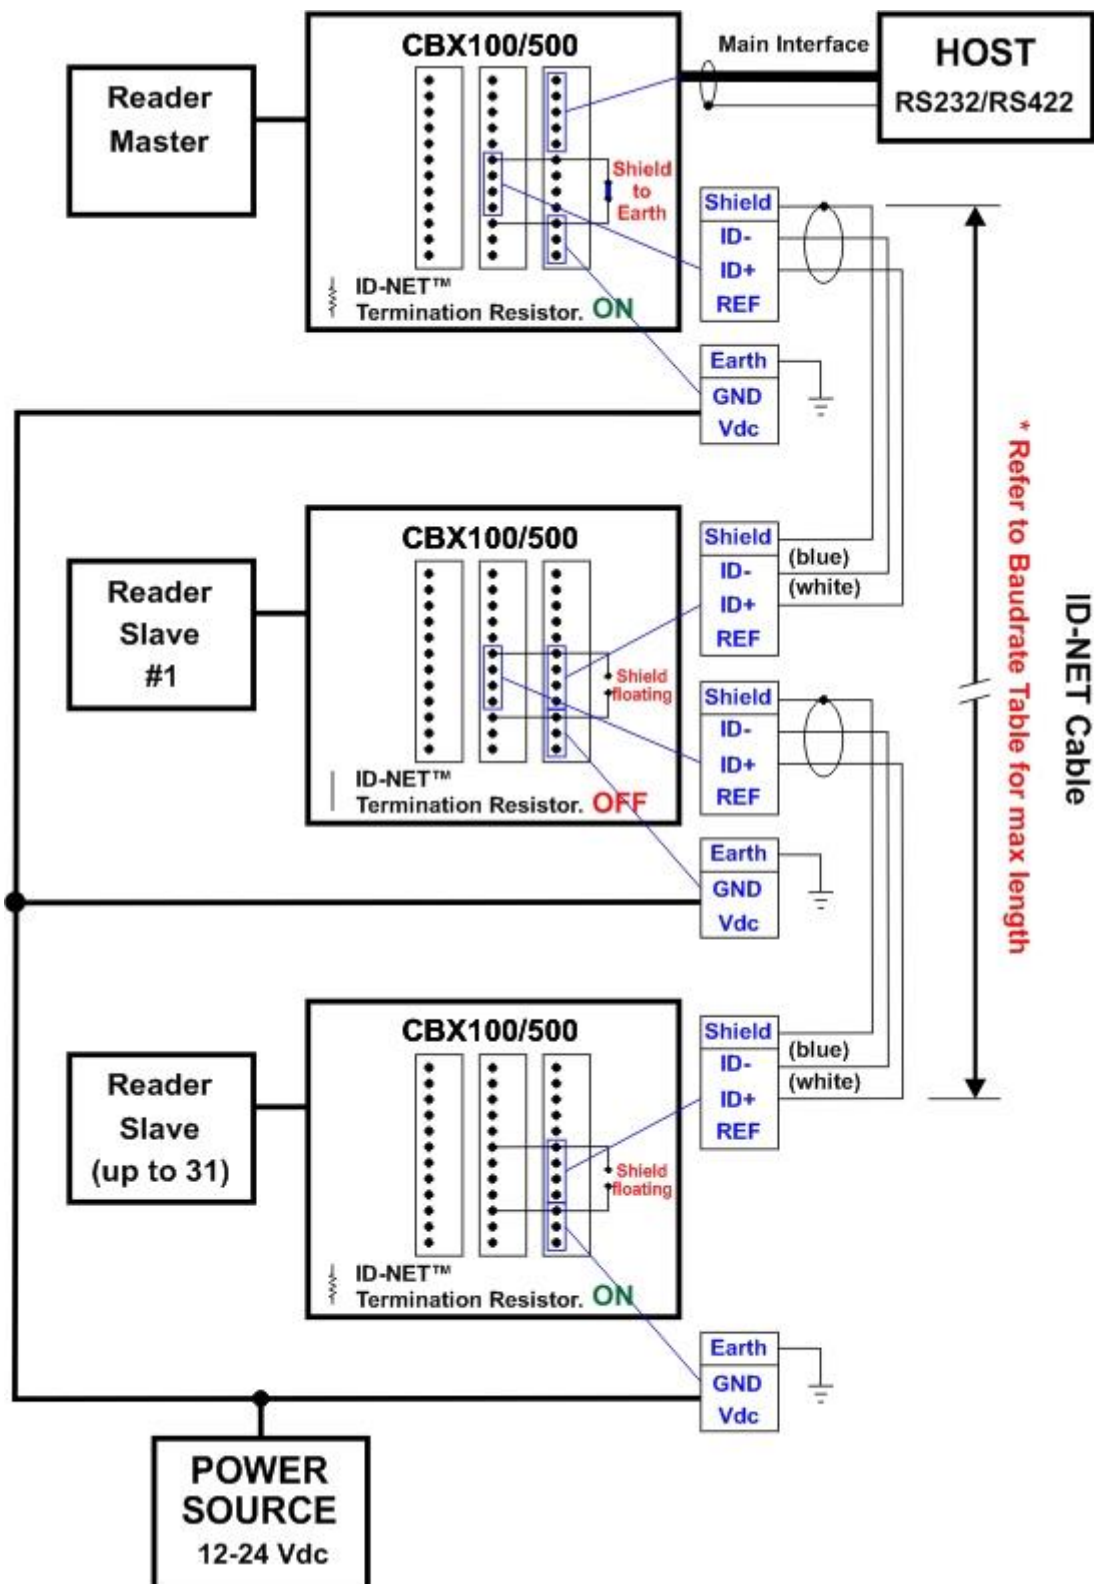 CBX100/500
Main Interface
HOST
RS232/RS422
Reader
Master
Shield
to
Earth
Shield
ID-
ID+
REF
ID-NET™
Termination Resistor. ON
Earth
GND
Vdc
* Refer to Baudrate Table for max length
ID-NET Cable
CBX100/500
Reader
Slave
#1
Shield
(blue)
ID-
(white)
ID+
REF
Shield
floating
Shield
ID-
ID+
REF
ID-NET™
Termination Resistor. OFF
Earth
GND
Vdc
CBX100/500
Reader
Slave
(up to 31)
Shield
(blue)
ID-
(white)
ID+
REF
Shield
floating
ID-NET™
Termination Resistor. ON
Earth
GND
Vdc
POWER
SOURCE
12-24 Vdc